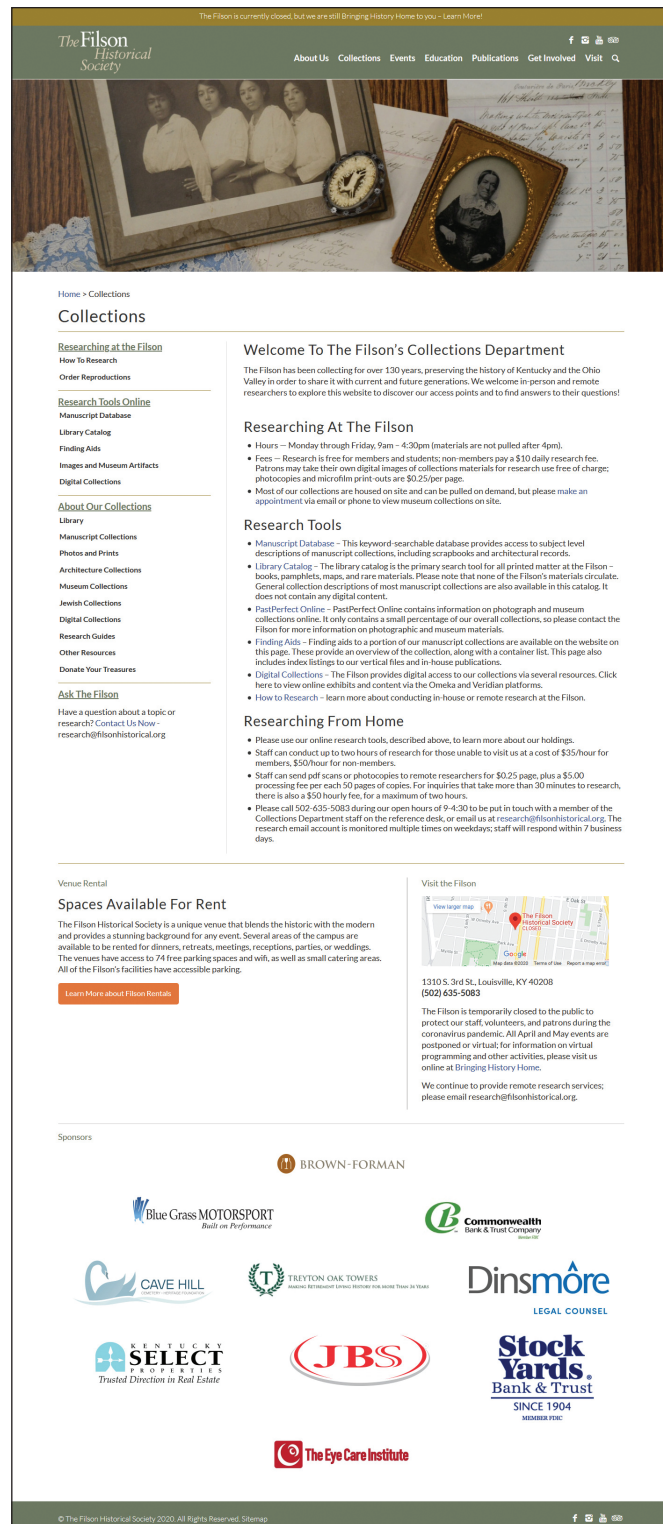 The Filson is currently closed, but we are still Bringing History Home to you – Learn More!
The Filson
Historical
Society
About Us Collections Events Education Publications Get Involved Visit
Home > Collections
Collections
Researching at the Filson
How To Research
Order Reproductions
Research Tools Online
Manuscript Database
Library Catalog
Finding Aids
Images and Museum Artifacts
Digital Collections
About Our Collections
Library
Manuscript Collections
Photos and Prints
Architecture Collections
Museum Collections
Jewish Collections
Digital Collections
Research Guides
Other Resources
Donate Your Treasures
Ask The Filson
Have a question about a topic or
research? Contact Us Now -
research@filsonhistorical.org
Welcome To The Filson's Collections Department
The Filson has been collecting for over 130 years, preserving the history of Kentucky and the Ohio
Valley in order to share it with current and future generations. We welcome in-person and remote
researchers to explore this website to discover our access points and to find answers to their questions!
Researching At The Filson
• Hours — Monday through Friday, 9am – 4:30pm (materials are not pulled after 4pm).
• Fees — Research is free for members and students; non-members pay a $10 daily research fee.
Patrons may take their own digital images of collections materials for research use free of charge;
photocopies and microfilm print-outs are $0.25/per page.
• Most of our collections are housed on site and can be pulled on demand, but please make an
appointment via email or phone to view museum collections on site.
Research Tools
• Manuscript Database – This keyword-searchable database provides access to subject level
descriptions of manuscript collections, including scrapbooks and architectural records.
• Library Catalog – The library catalog is the primary search tool for all printed matter at the Filson –
books, pamphlets, maps, and rare materials. Please note that none of the Filson's materials circulate.
General collection descriptions of most manuscript collections are also available in this catalog. It
does not contain any digital content.
• PastPerfect Online – PastPerfect Online contains information on photograph and museum
collections online. It only contains a small percentage of our overall collections, so please contact the
Filson for more information on photographic and museum materials.
• Finding Aids – Finding aids to a portion of our manuscript collections are available on the website on
this page. These provide an overview of the collection, along with a container list. This page also
includes index listings to our vertical files and in-house publications.
• Digital Collections – The Filson provides digital access to our collections via several resources. Click
here to view online exhibits and content via the Omeka and Veridian platforms.
• How to Research – learn more about conducting in-house or remote research at the Filson.
Researching From Home
• Please use our online research tools, described above, to learn more about our holdings.
• Staff can conduct up to two hours of research for those unable to visit us at a cost of $35/hour for
members, $50/hour for non-members.
• Staff can send pdf scans or photocopies to remote researchers for $0.25 page, plus a $5.00
processing fee per each 50 pages of copies. For inquiries that take more than 30 minutes to research,
there is also a $50 hourly fee, for a maximum of two hours.
• Please call 502-635-5083 during our open hours of 9-4:30 to be put in touch with a member of the
Collections Department staff on the reference desk, or email us at research@filsonhistorical.org. The
research email account is monitored multiple times on weekdays; staff will respond within 7 business
days.
Venue Rental
Spaces Available For Rent
The Filson Historical Society is a unique venue that blends the historic with the modern
and provides a stunning background for any event. Several areas of the campus are
available to be rented for dinners, retreats, meetings, receptions, parties, or weddings.
The venues have access to 74 free parking spaces and wifi, as well as small catering areas.
All of the Filson's facilities have accessible parking.
Learn More about Filson Rentals
Visit the Filson
View larger map
E Oak St
W Ormsby Ave
The Filson
Historical Society
CLOSED
E Ormsby Ave
Park Ave
Myrtle St
Google
Map data ©2020 Terms of Use Report a map error
1310 S. 3rd St., Louisville, KY 40208
(502) 635-5083
The Filson is temporarily closed to the public to
protect our staff, volunteers, and patrons during the
coronavirus pandemic. All April and May events are
postponed or virtual; for information on virtual
programming and other activities, please visit us
online at Bringing History Home.
We continue to provide remote research services;
please email research@filsonhistorical.org.
Sponsors
BROWN-FORMAN
Blue Grass MOTORSPORT
Built on Performance
Commonwealth
Bank & Trust Company
Member FDIC
CAVE HILL
CEMETERY · HERITAGE FOUNDATION
TREYTON OAK TOWERS
MAKING RETIREMENT LIVING HISTORY FOR MORE THAN 34 YEARS
Dinsmôre
LEGAL COUNSEL
KENTUCKY
SELECT
PROPERTIES
Trusted Direction in Real Estate
JBS
Stock
Yards
Bank & Trust
SINCE 1904
MEMBER FDIC
The Eye Care Institute
© The Filson Historical Society 2020. All Rights Reserved. Sitemap